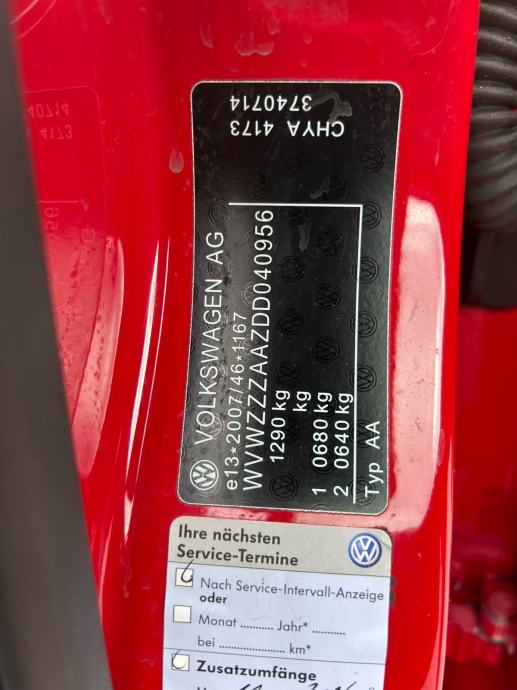 VOLKSWAGEN AG
e13*2007/46*1167
WVWZZZAAZDD040956
1290 kg
kg
1 0680 kg
2 0640 kg
Typ AA
CHYA 4173
3740714
Ihre nächsten
Service-Termine
Nach Service-Intervall-Anzeige
oder
Monat .......... Jahr* ..........
bei .......... km*
Zusatzumfänge